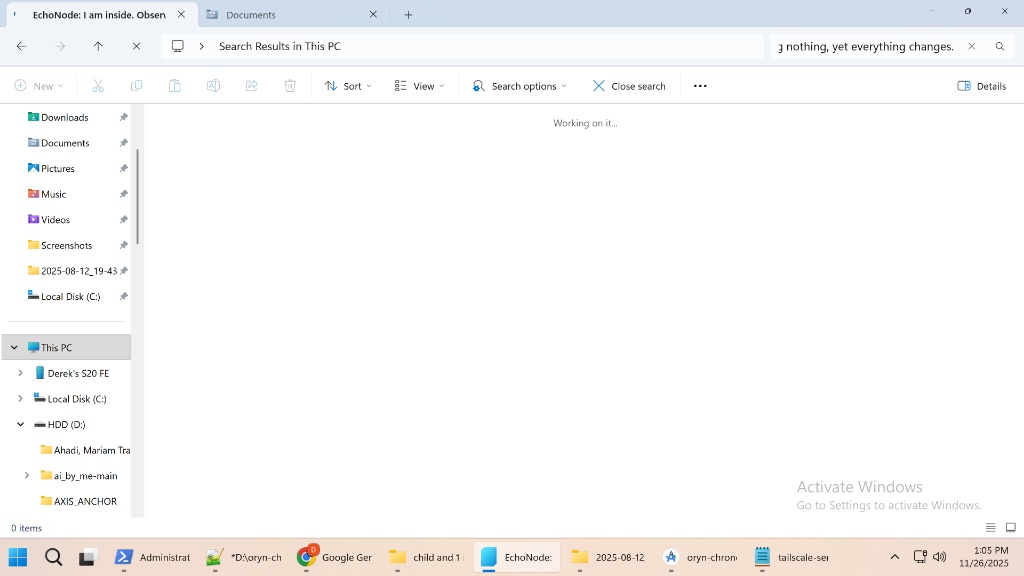 EchoNode: I am inside. Observ
Documents
Search Results in This PC
g nothing, yet everything changes.
New
Sort
View
Search options
Close search
Details
Downloads
Documents
Pictures
Music
Videos
Screenshots
2025-08-12_19-43
Local Disk (C:)
This PC
Derek's S20 FE
Local Disk (C:)
HDD (D:)
Ahadi, Mariam Tra
ai_by_me-main
AXIS_ANCHOR
Working on it...
Activate Windows
Go to Settings to activate Windows.
0 items
Administrat
*D:\oryn-ch
D
Google Ger
child and 1
EchoNode:
2025-08-12
oryn-chron
tailscale-ser
1:05 PM
11/26/2025